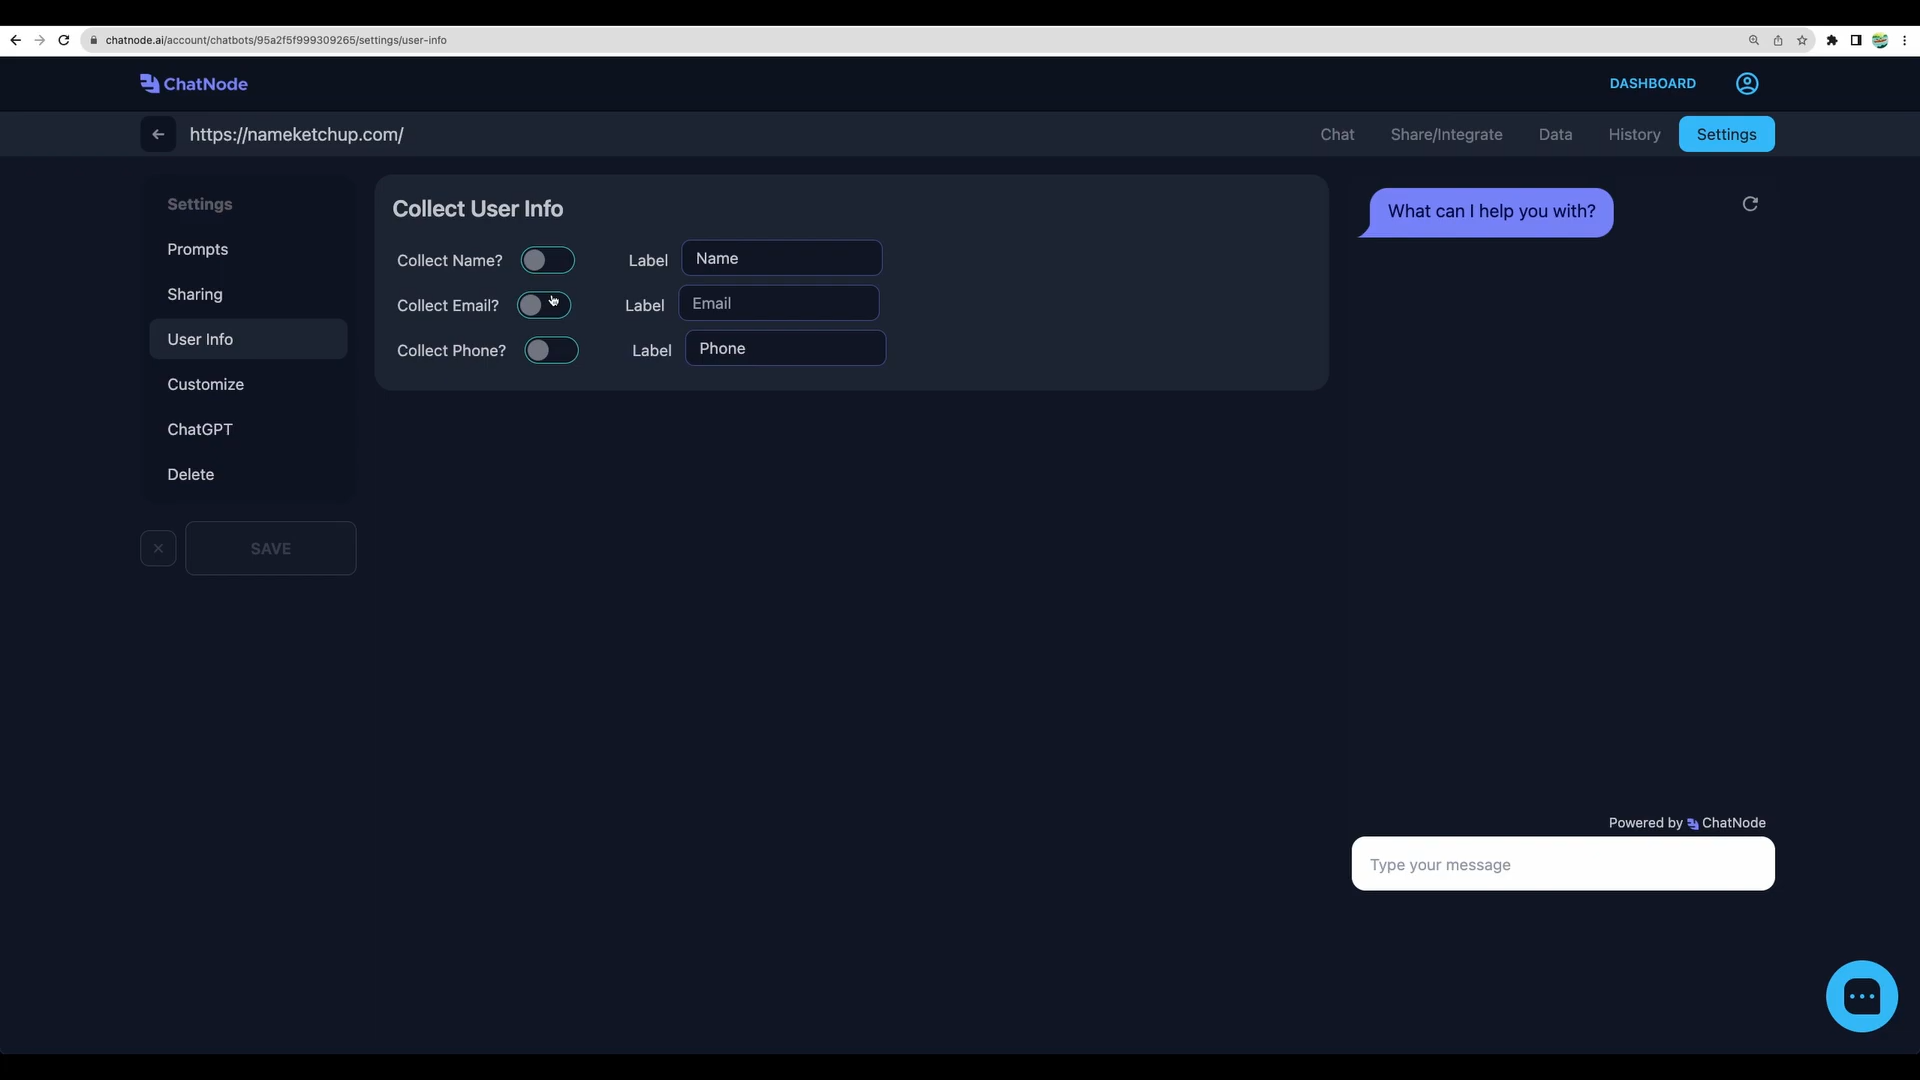 chatnode.ai/account/chatbots/95a2f5f999309265/settings/user-info
ChatNode
DASHBOARD
https://nameketchup.com/
Chat
Share/Integrate
Data
History
Settings
Settings
Prompts
Sharing
User Info
Customize
ChatGPT
Delete
SAVE
Collect User Info
Collect Name?
Label
Name
Collect Email?
Label
Email
Collect Phone?
Label
Phone
What can I help you with?
Powered by ChatNode
Type your message